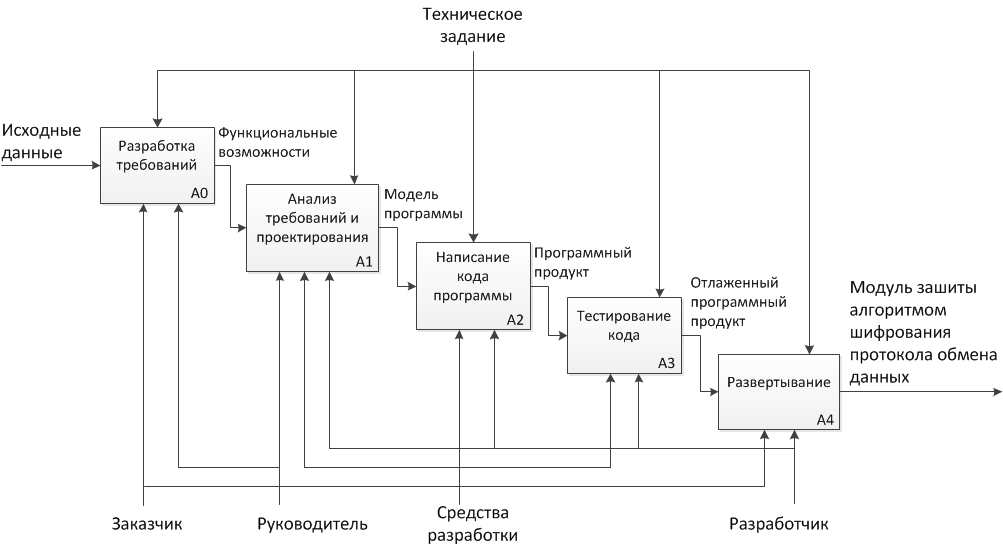 Техническое
задание
Исходные
данные
Разработка
требований
A0
Функциональные
возможности
Анализ
требований и
проектирования
A1
Модель
программы
Написание
кода
программы
A2
Программный
продукт
Тестирование
кода
A3
Отлаженный
программный
продукт
Развертывание
A4
Модуль зашиты
алгоритмом
шифрования
протокола обмена
данных
Заказчик
Руководитель
Средства
разработки
Разработчик